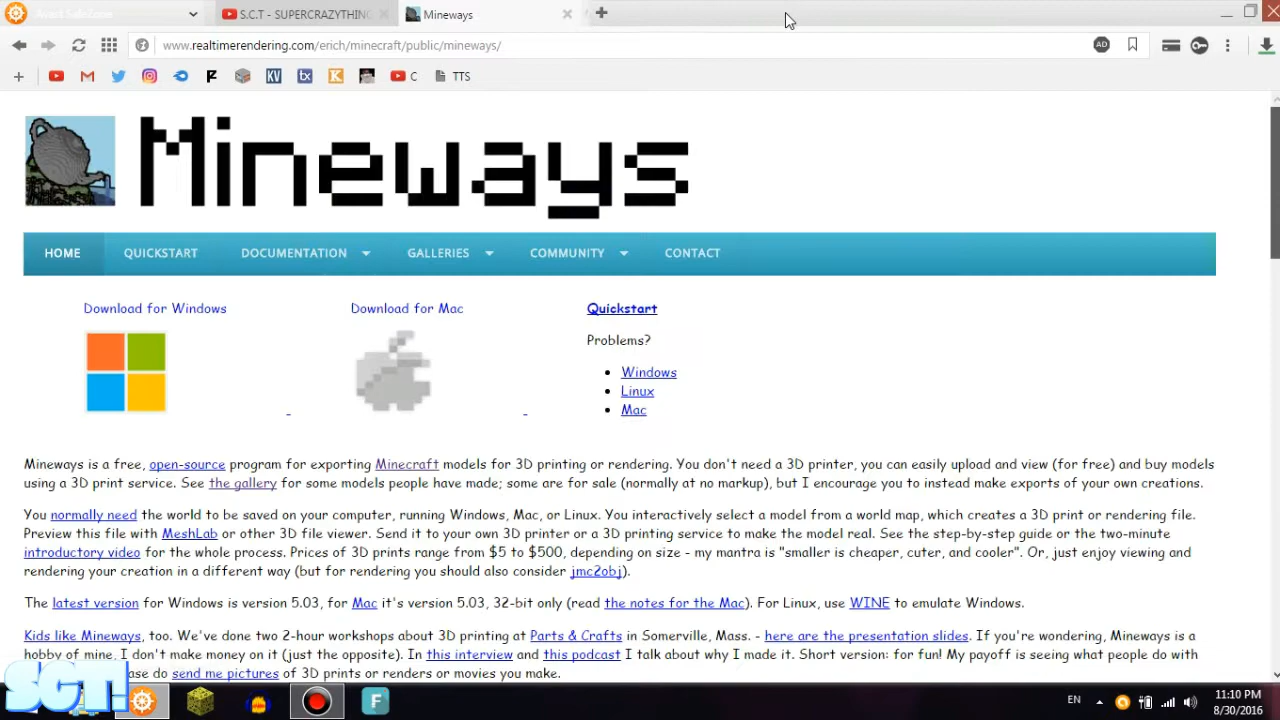 Avast SafeZone
S.C.T - SUPERCRAZYTHING
Mineways
www.realtimerendering.com/erich/minecraft/public/mineways/
AD
KV
tx
K
C
TTS
Mineways
HOME QUICKSTART DOCUMENTATION GALLERIES COMMUNITY CONTACT
Download for Windows Download for Mac Quickstart
Problems?
Windows
Linux
Mac
Mineways is a free, open-source program for exporting Minecraft models for 3D printing or rendering. You don't need a 3D printer, you can easily upload and view (for free) and buy models
using a 3D print service. See the gallery for some models people have made; some are for sale (normally at no markup), but I encourage you to instead make exports of your own creations.
You normally need the world to be saved on your computer, running Windows, Mac, or Linux. You interactively select a model from a world map, which creates a 3D print or rendering file.
Preview this file with MeshLab or other 3D file viewer. Send it to your own 3D printer or a 3D printing service to make the model real. See the step-by-step guide or the two-minute
introductory video for the whole process. Prices of 3D prints range from $5 to $500, depending on size - my mantra is "smaller is cheaper, cuter, and cooler". Or, just enjoy viewing and
rendering your creation in a different way (but for rendering you should also consider jmc2obj).
The latest version for Windows is version 5.03, for Mac it's version 5.03, 32-bit only (read the notes for the Mac). For Linux, use WINE to emulate Windows.
Kids like Mineways, too. We've done two 2-hour workshops about 3D printing at Parts & Crafts in Somerville, Mass. - here are the presentation slides. If you're wondering, Mineways is a
hobby of mine, I don't make money on it (just the opposite). In this interview and this podcast I talk about why I made it. Short version: for fun! My payoff is seeing what people do with
do send me pictures of 3D prints or renders or movies you make.
SCT!
F
EN
11:10 PM
8/30/2016